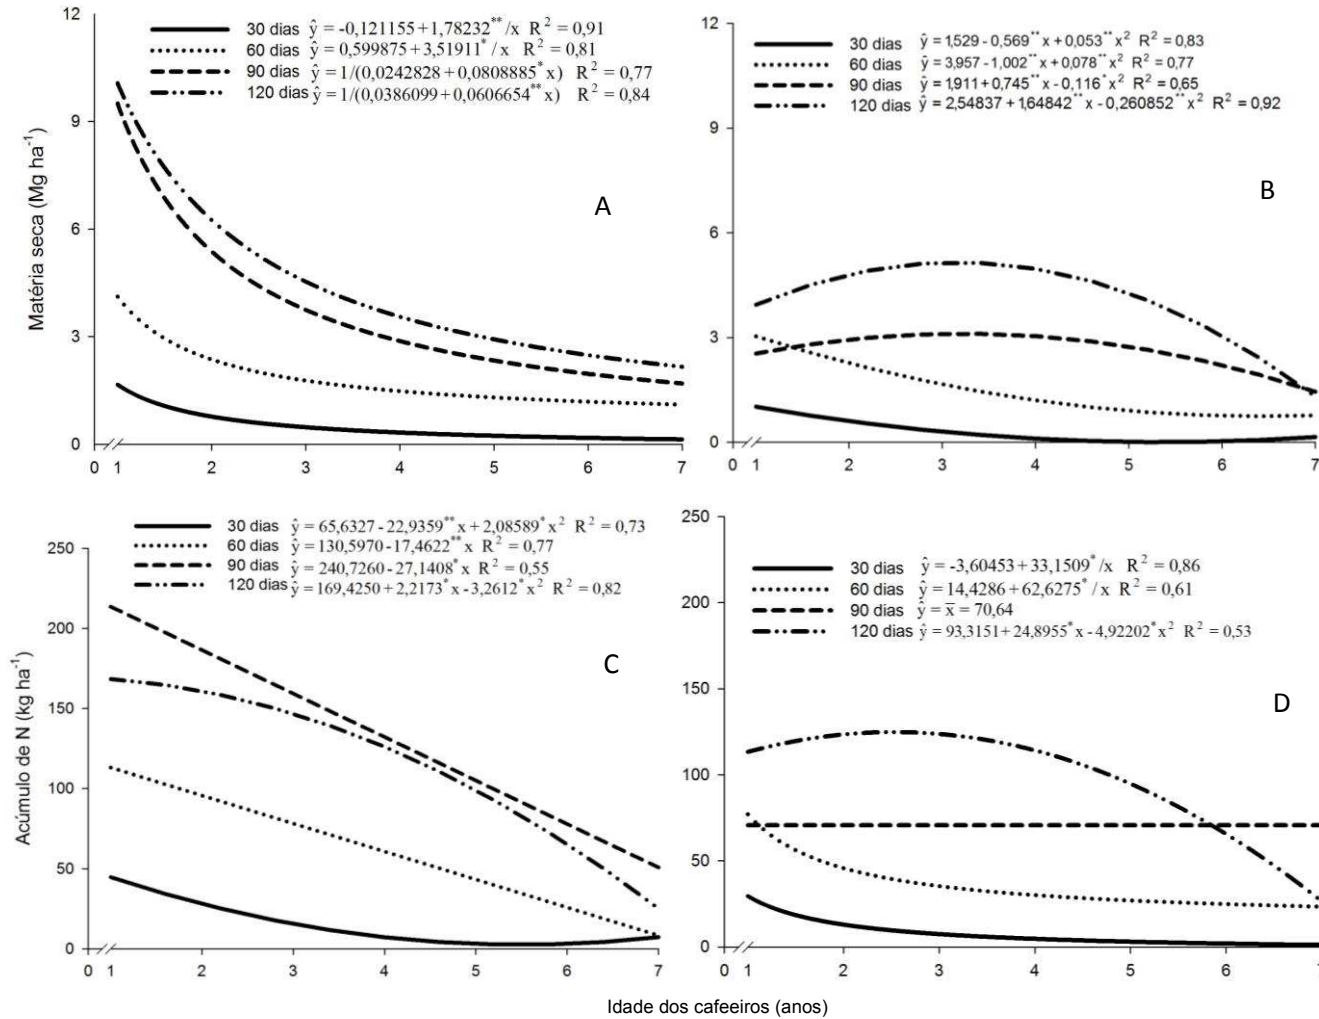 12
9
6
3
0
Matéria seca (Mg ha⁻¹)
30 dias ŷ = -0,121155 + 1,78232** /x R² = 0,91
60 dias ŷ = 0,599875 + 3,51911* / x R² = 0,81
90 dias ŷ = 1/(0,0242828 + 0,0808885* x) R² = 0,77
120 dias ŷ = 1/(0,0386099 + 0,0606654** x) R² = 0,84
A
0 1 2 3 4 5 6 7
12
9
6
3
0
30 dias ŷ = 1,529 - 0,569** x + 0,053** x² R² = 0,83
60 dias ŷ = 3,957 - 1,002** x + 0,078** x² R² = 0,77
90 dias ŷ = 1,911 + 0,745** x - 0,116* x² R² = 0,65
120 dias ŷ = 2,54837 + 1,64842** x - 0,260852** x² R² = 0,92
B
0 1 2 3 4 5 6 7
250
200
150
100
50
0
Acúmulo de N (kg ha⁻¹)
30 dias ŷ = 65,6327 - 22,9359** x + 2,08589* x² R² = 0,73
60 dias ŷ = 130,5970 - 17,4622** x R² = 0,77
90 dias ŷ = 240,7260 - 27,1408* x R² = 0,55
120 dias ŷ = 169,4250 + 2,2173* x - 3,2612* x² R² = 0,82
C
0 1 2 3 4 5 6 7
250
200
150
100
50
0
30 dias ŷ = -3,60453 + 33,1509* /x R² = 0,86
60 dias ŷ = 14,4286 + 62,6275* / x R² = 0,61
90 dias ŷ = x̄ = 70,64
120 dias ŷ = 93,3151 + 24,8955* x - 4,92202* x² R² = 0,53
D
0 1 2 3 4 5 6 7
Idade dos cafeeiros (anos)